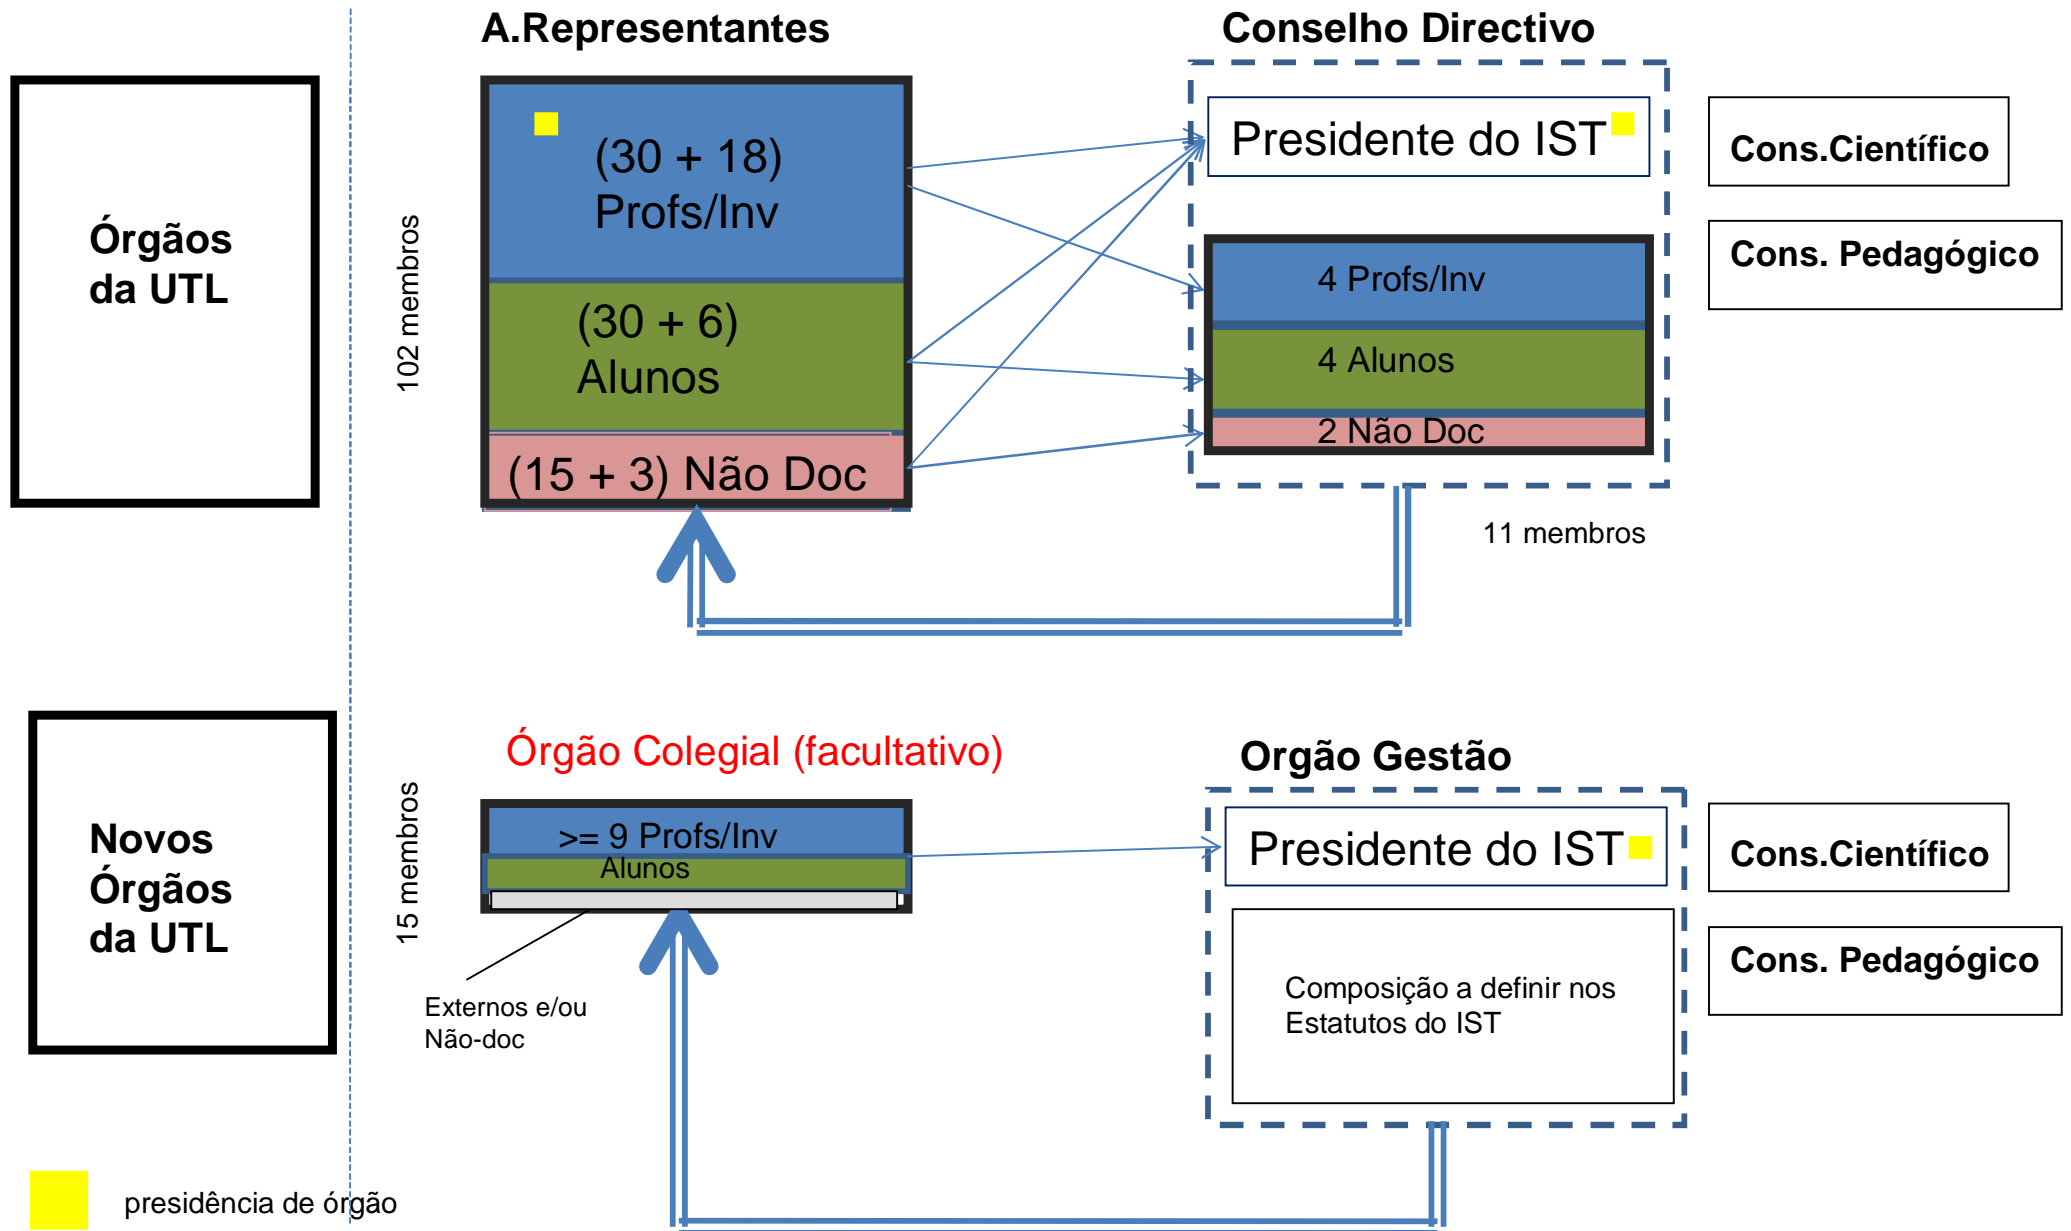 A.Representantes
Conselho Directivo
Órgãos
da UTL
102 membros
(30 + 18)
Profs/Inv
(30 + 6)
Alunos
(15 + 3) Não Doc
Presidente do IST
4 Profs/Inv
4 Alunos
2 Não Doc
11 membros
Cons.Científico
Cons. Pedagógico
Novos
Órgãos
da UTL
15 membros
Órgão Colegial (facultativo)
>= 9 Profs/Inv
Alunos
Externos e/ou
Não-doc
Orgão Gestão
Presidente do IST
Composição a definir nos
Estatutos do IST
Cons.Científico
Cons. Pedagógico
presidência de órgão